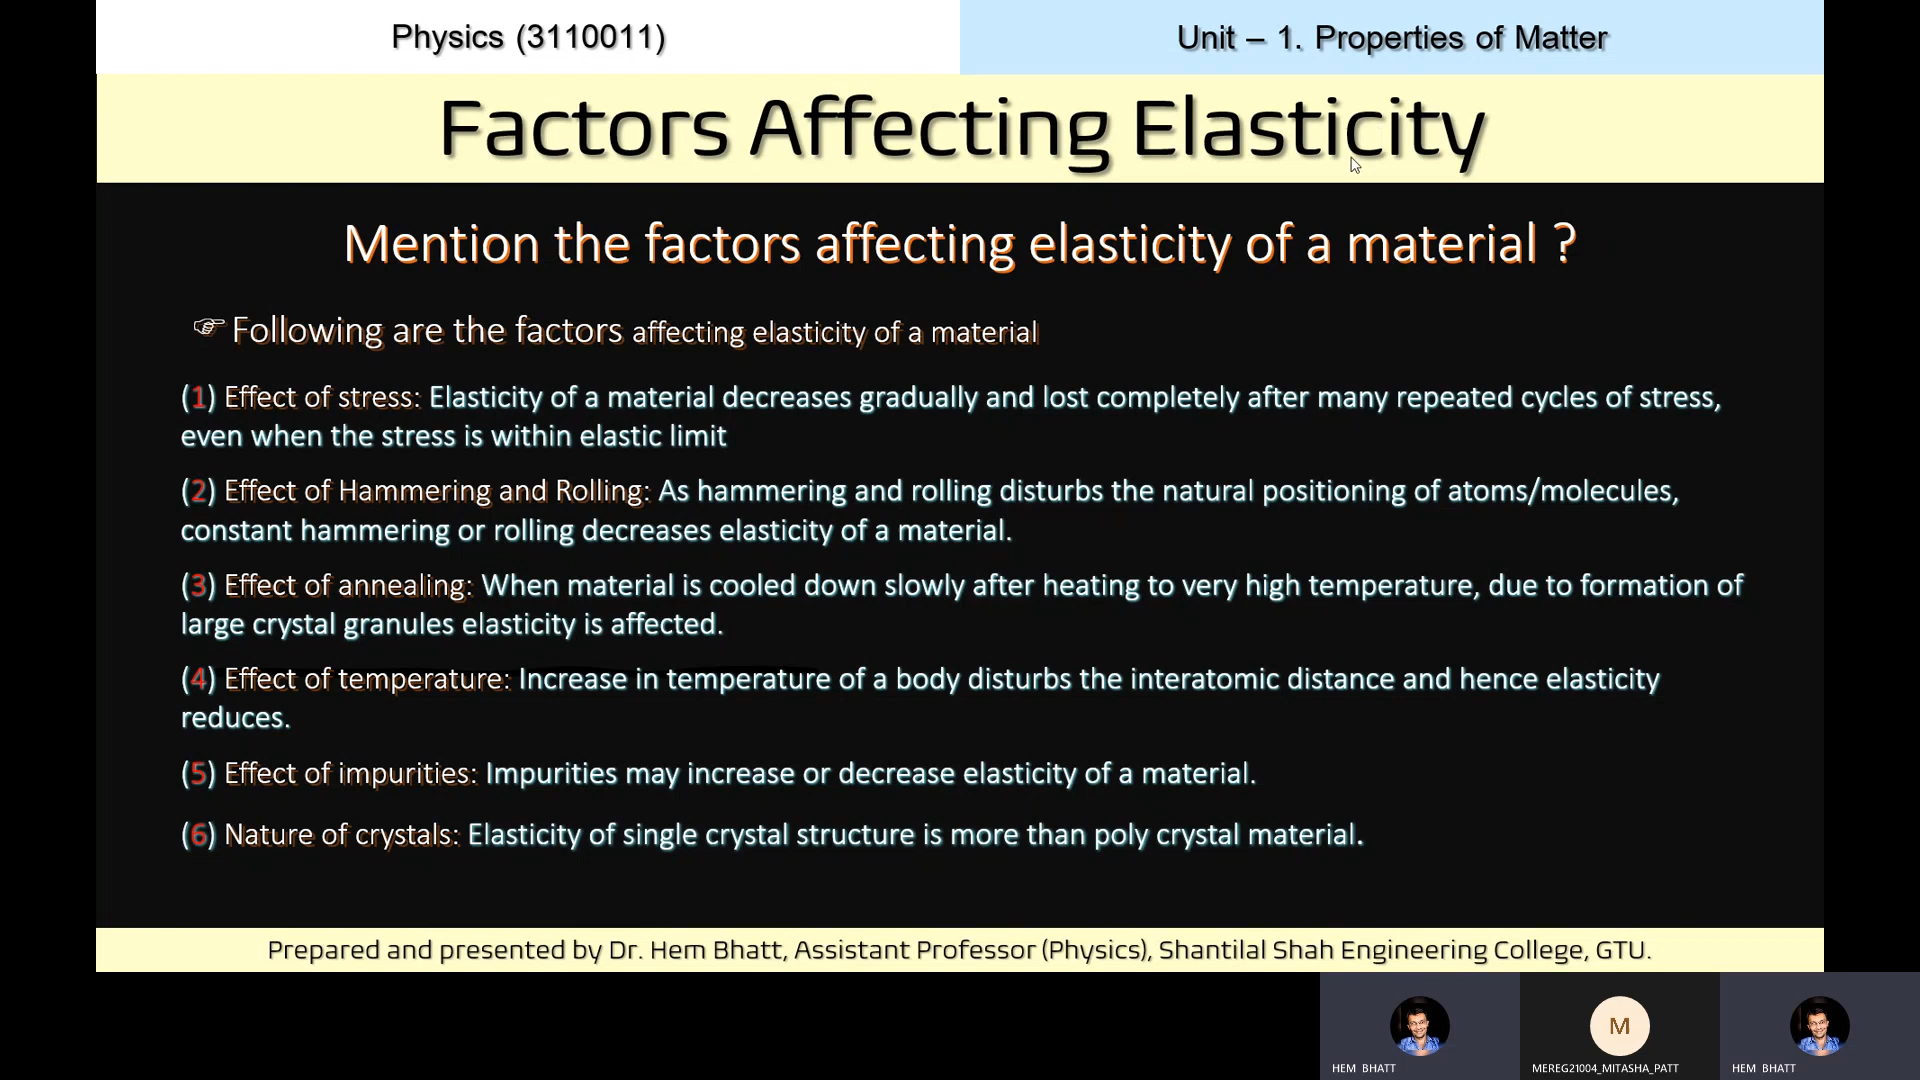 Physics (3110011)
Unit – 1. Properties of Matter
Factors Affecting Elasticity
Mention the factors affecting elasticity of a material ?
☞ Following are the factors affecting elasticity of a material
(1) Effect of stress: Elasticity of a material decreases gradually and lost completely after many repeated cycles of stress,
even when the stress is within elastic limit
(2) Effect of Hammering and Rolling: As hammering and rolling disturbs the natural positioning of atoms/molecules,
constant hammering or rolling decreases elasticity of a material.
(3) Effect of annealing: When material is cooled down slowly after heating to very high temperature, due to formation of
large crystal granules elasticity is affected.
(4) Effect of temperature: Increase in temperature of a body disturbs the interatomic distance and hence elasticity
reduces.
(5) Effect of impurities: Impurities may increase or decrease elasticity of a material.
(6) Nature of crystals: Elasticity of single crystal structure is more than poly crystal material.
Prepared and presented by Dr. Hem Bhatt, Assistant Professor (Physics), Shantilal Shah Engineering College, GTU.
M
HEM BHATT
MEREG21004_MITASHA_PATT
HEM BHATT